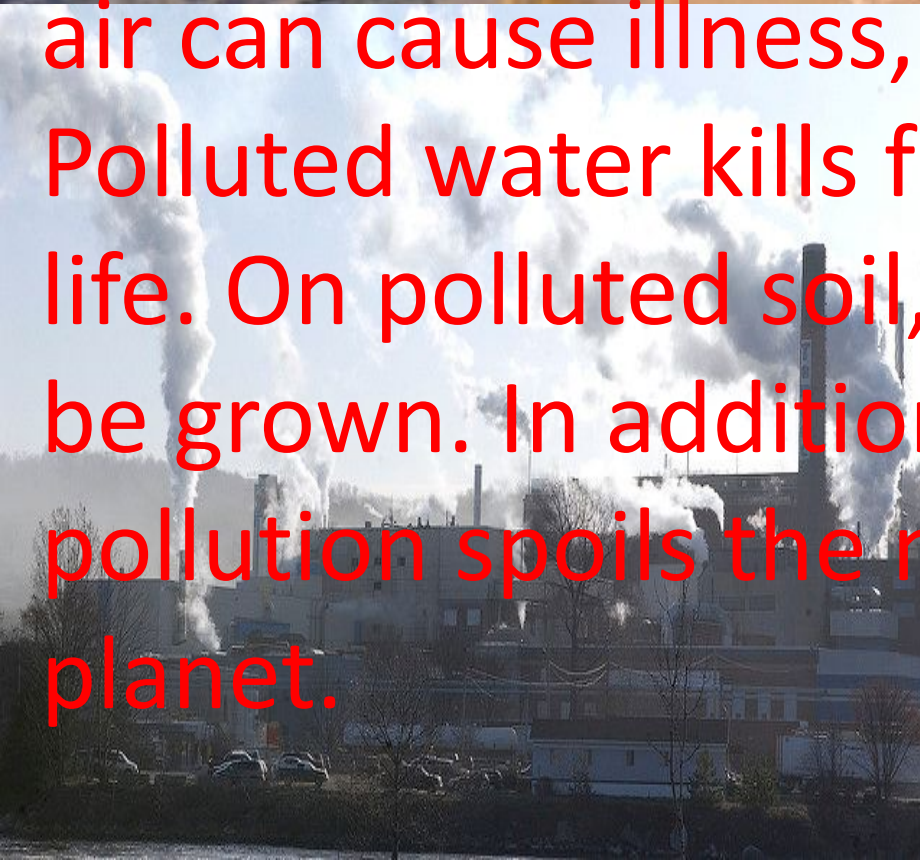 air can cause illness,
Polluted water kills
life. On polluted soil,
be grown. In
pollution spoils the
planet.